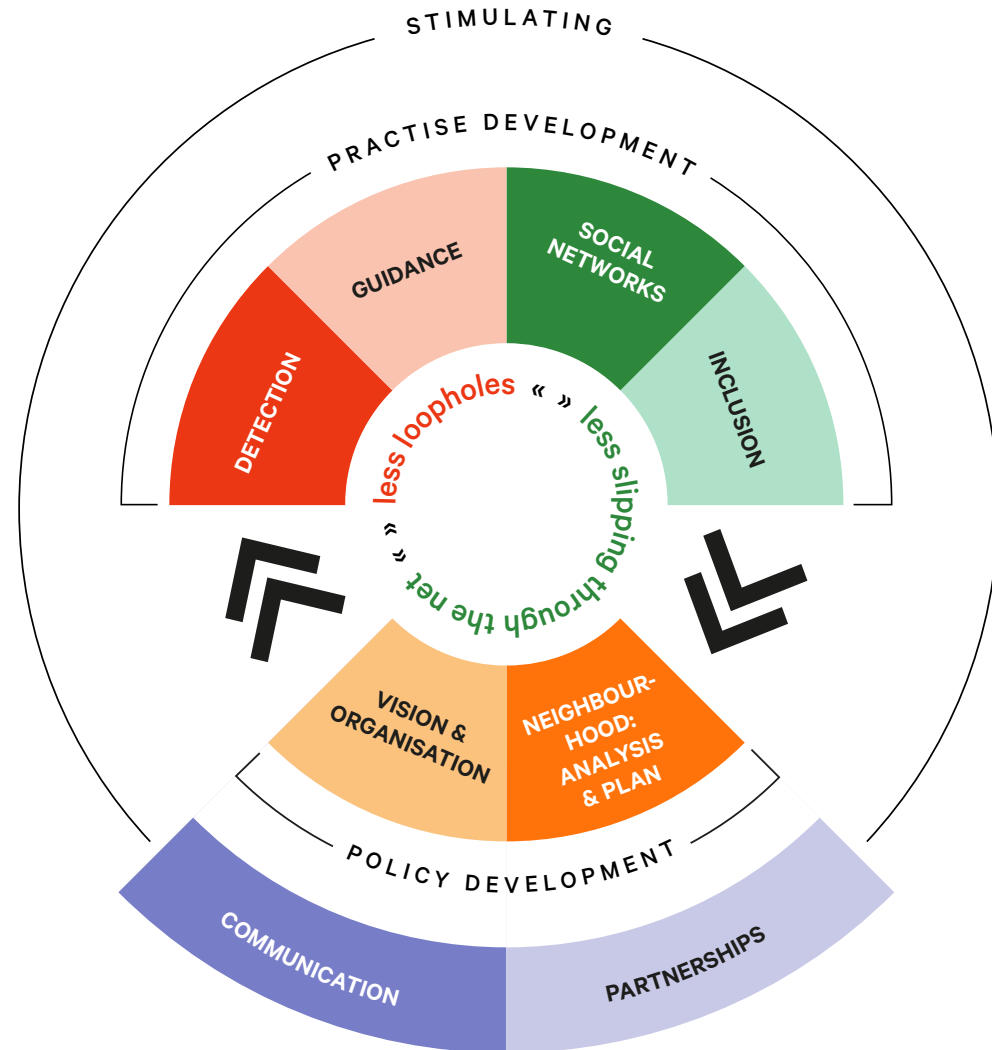 STIMULATING
PRACTISE DEVELOPMENT
GUIDANCE
SOCIAL
NETWORKS
DETECTION
INCLUSION
less loopholes « » less slipping through the net « »
VISION &
ORGANISATION
NEIGHBOUR-
HOOD:
ANALYSIS
& PLAN
POLICY DEVELOPMENT
COMMUNICATION
PARTNERSHIPS